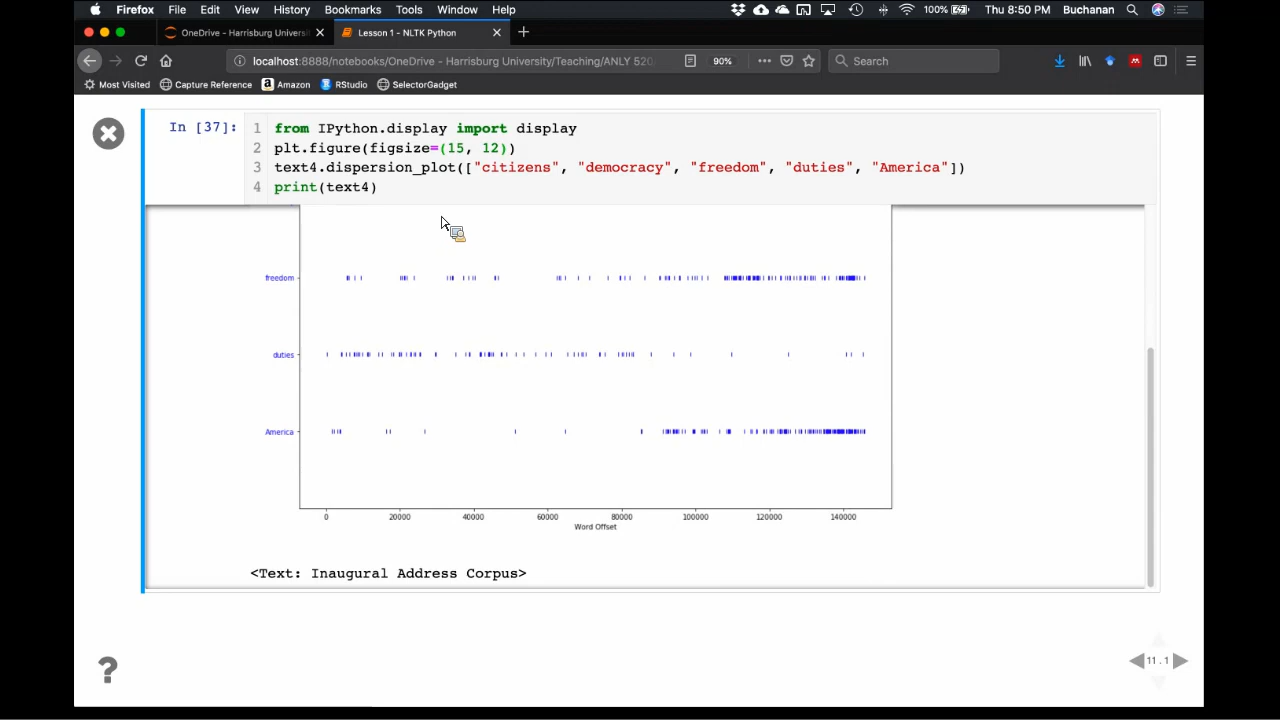 Firefox File Edit View History Bookmarks Tools Window Help 100% Thu 8:50 PM Buchanan
OneDrive - Harrisburg Universi Lesson 1 - NLTK Python
localhost:8888/notebooks/OneDrive - Harrisburg University/Teaching/ANLY 520 90% Search
Most Visited Capture Reference Amazon RStudio SelectorGadget
In [37]: 1 from IPython.display import display
2 plt.figure(figsize=(15, 12))
3 text4.dispersion_plot(["citizens", "democracy", "freedom", "duties", "America"])
4 print(text4)
freedom
duties
America
0 20000 40000 60000 80000 100000 120000 140000
Word Offset
<Text: Inaugural Address Corpus>
?
11.1